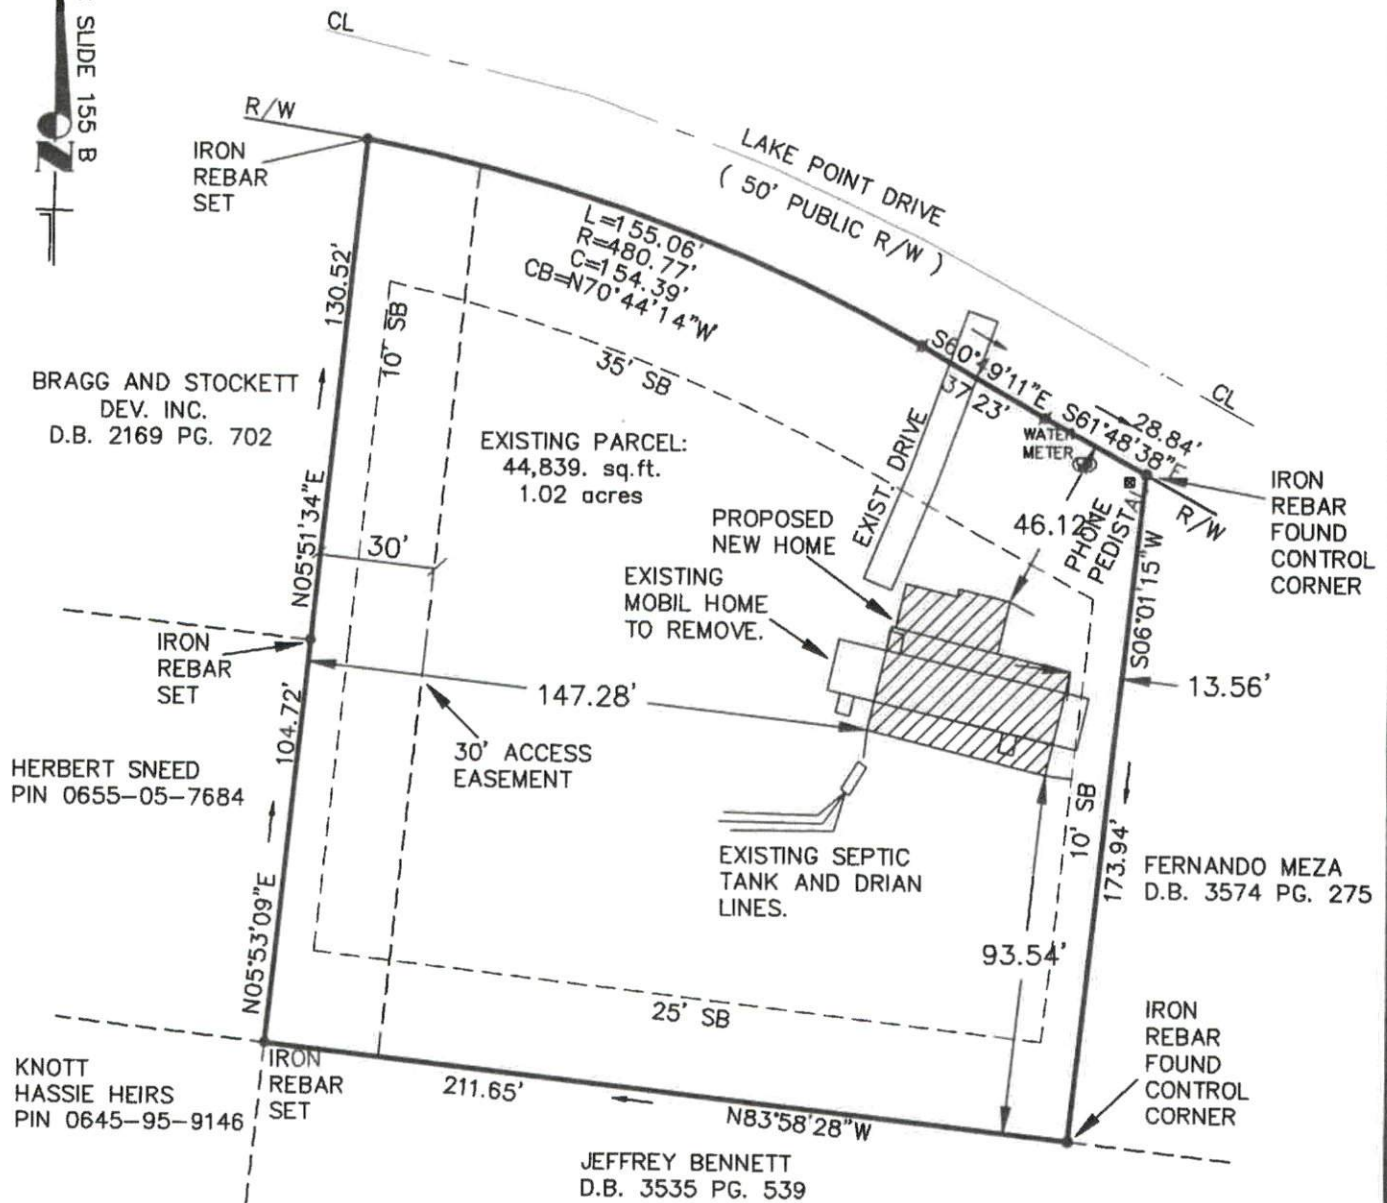 SLIDE 155 B
N
CL
R/W
IRON
REBAR
SET
LAKE POINT DRIVE
( 50' PUBLIC R/W )
L=155.06'
R=480.77'
C=154.39'
CB=N70°44'14"W
130.52'
10' SB
35' SB
S60°49'11"E
37.23'
CL
28.84'
S61°48'38"E
WATER
METER
BRAGG AND STOCKETT
DEV. INC.
D.B. 2169 PG. 702
EXISTING PARCEL:
44,839. sq.ft.
1.02 acres
EXIST. DRIVE
IRON
REBAR
FOUND
CONTROL
CORNER
R/W
PHONE
PEDISTAL
46.12'
PROPOSED
NEW HOME
N05°51'34"E
30'
EXISTING
MOBIL HOME
TO REMOVE.
S06°01'15"W
IRON
REBAR
SET
147.28'
13.56'
104.72'
30' ACCESS
EASEMENT
HERBERT SNEED
PIN 0655-05-7684
10' SB
173.94'
EXISTING SEPTIC
TANK AND DRIAN
LINES.
FERNANDO MEZA
D.B. 3574 PG. 275
N05°53'09"E
93.54'
25' SB
IRON
REBAR
FOUND
CONTROL
CORNER
KNOTT
HASSIE HEIRS
PIN 0645-95-9146
IRON
REBAR
SET
211.65'
N83°58'28"W
JEFFREY BENNETT
D.B. 3535 PG. 539